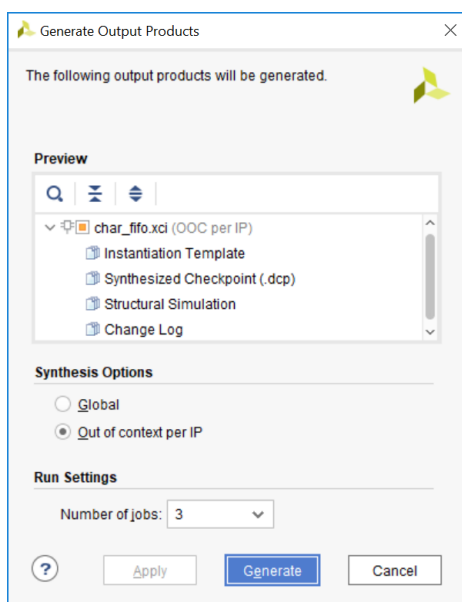 Generate Output Products
The following output products will be generated.
Preview
char_fifo.xci (OOC per IP)
Instantiation Template
Synthesized Checkpoint (.dcp)
Structural Simulation
Change Log
Synthesis Options
Global
Out of context per IP
Run Settings
Number of jobs: 3
? Apply Generate Cancel